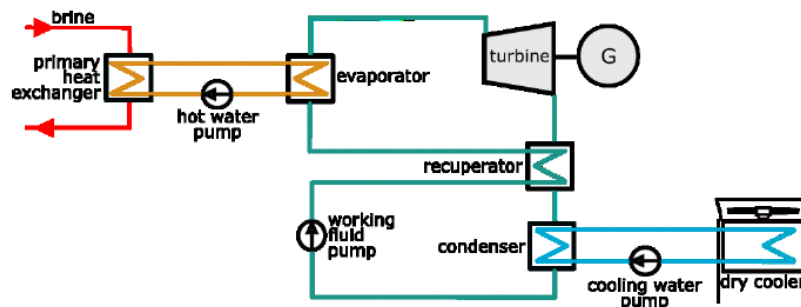 brine
primary
heat
exchanger
hot water
pump
evaporator
turbine
G
recuperator
working
fluid
pump
condenser
cooling water
pump
dry cooler